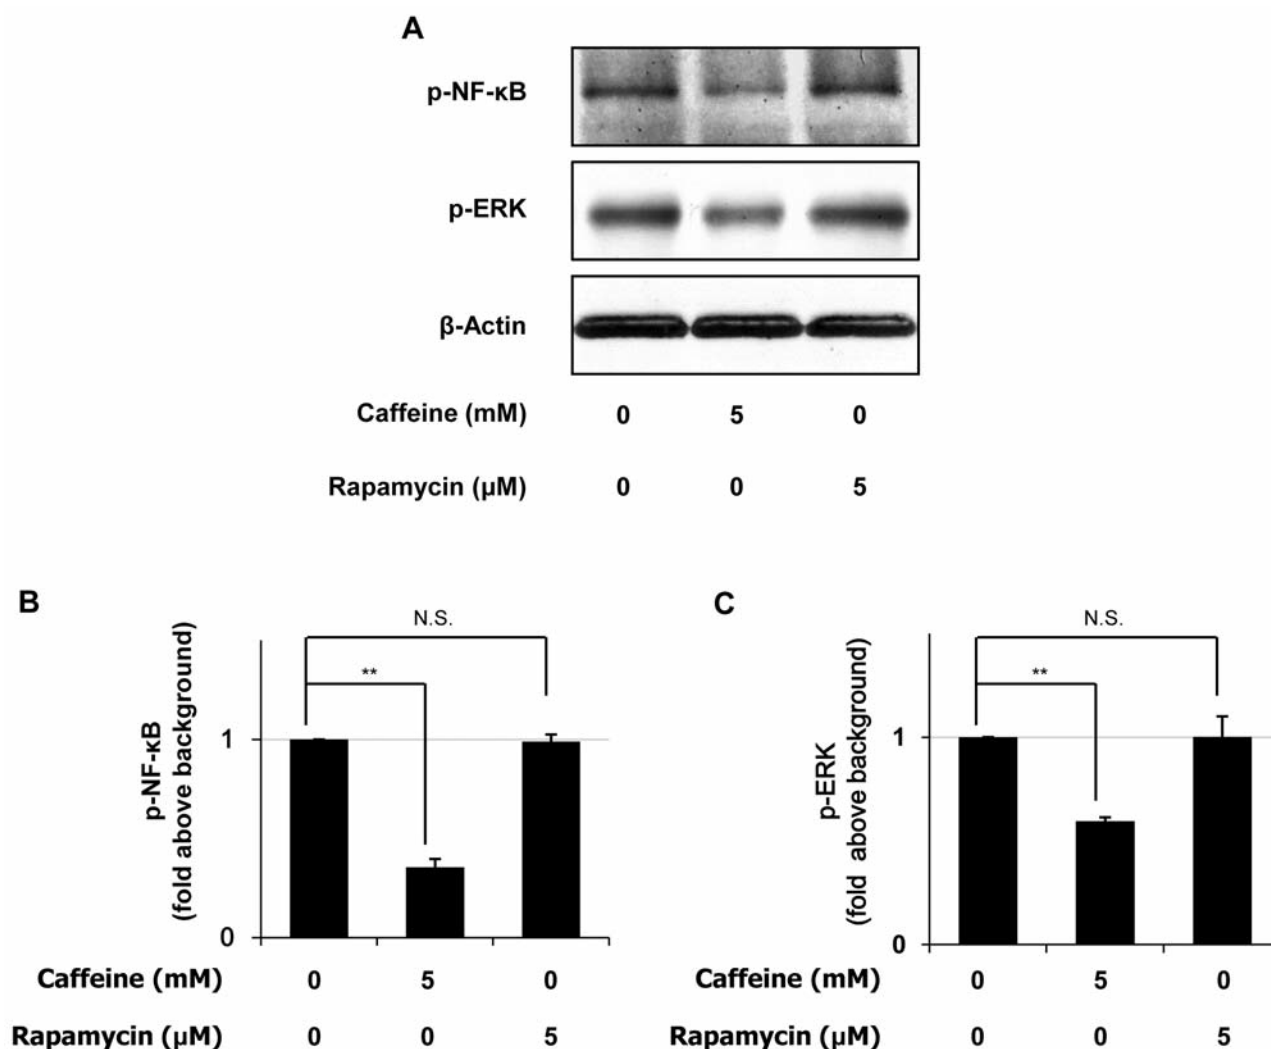 A
p-NF-κB
p-ERK
β-Actin
Caffeine (mM) 0 5 0
Rapamycin (μM) 0 0 5
B
N.S.
**
p-NF-κB
(fold above background)
1
0
Caffeine (mM) 0 5 0
Rapamycin (μM) 0 0 5
C
N.S.
**
p-ERK
(fold above background)
1
0
Caffeine (mM) 0 5 0
Rapamycin (μM) 0 0 5